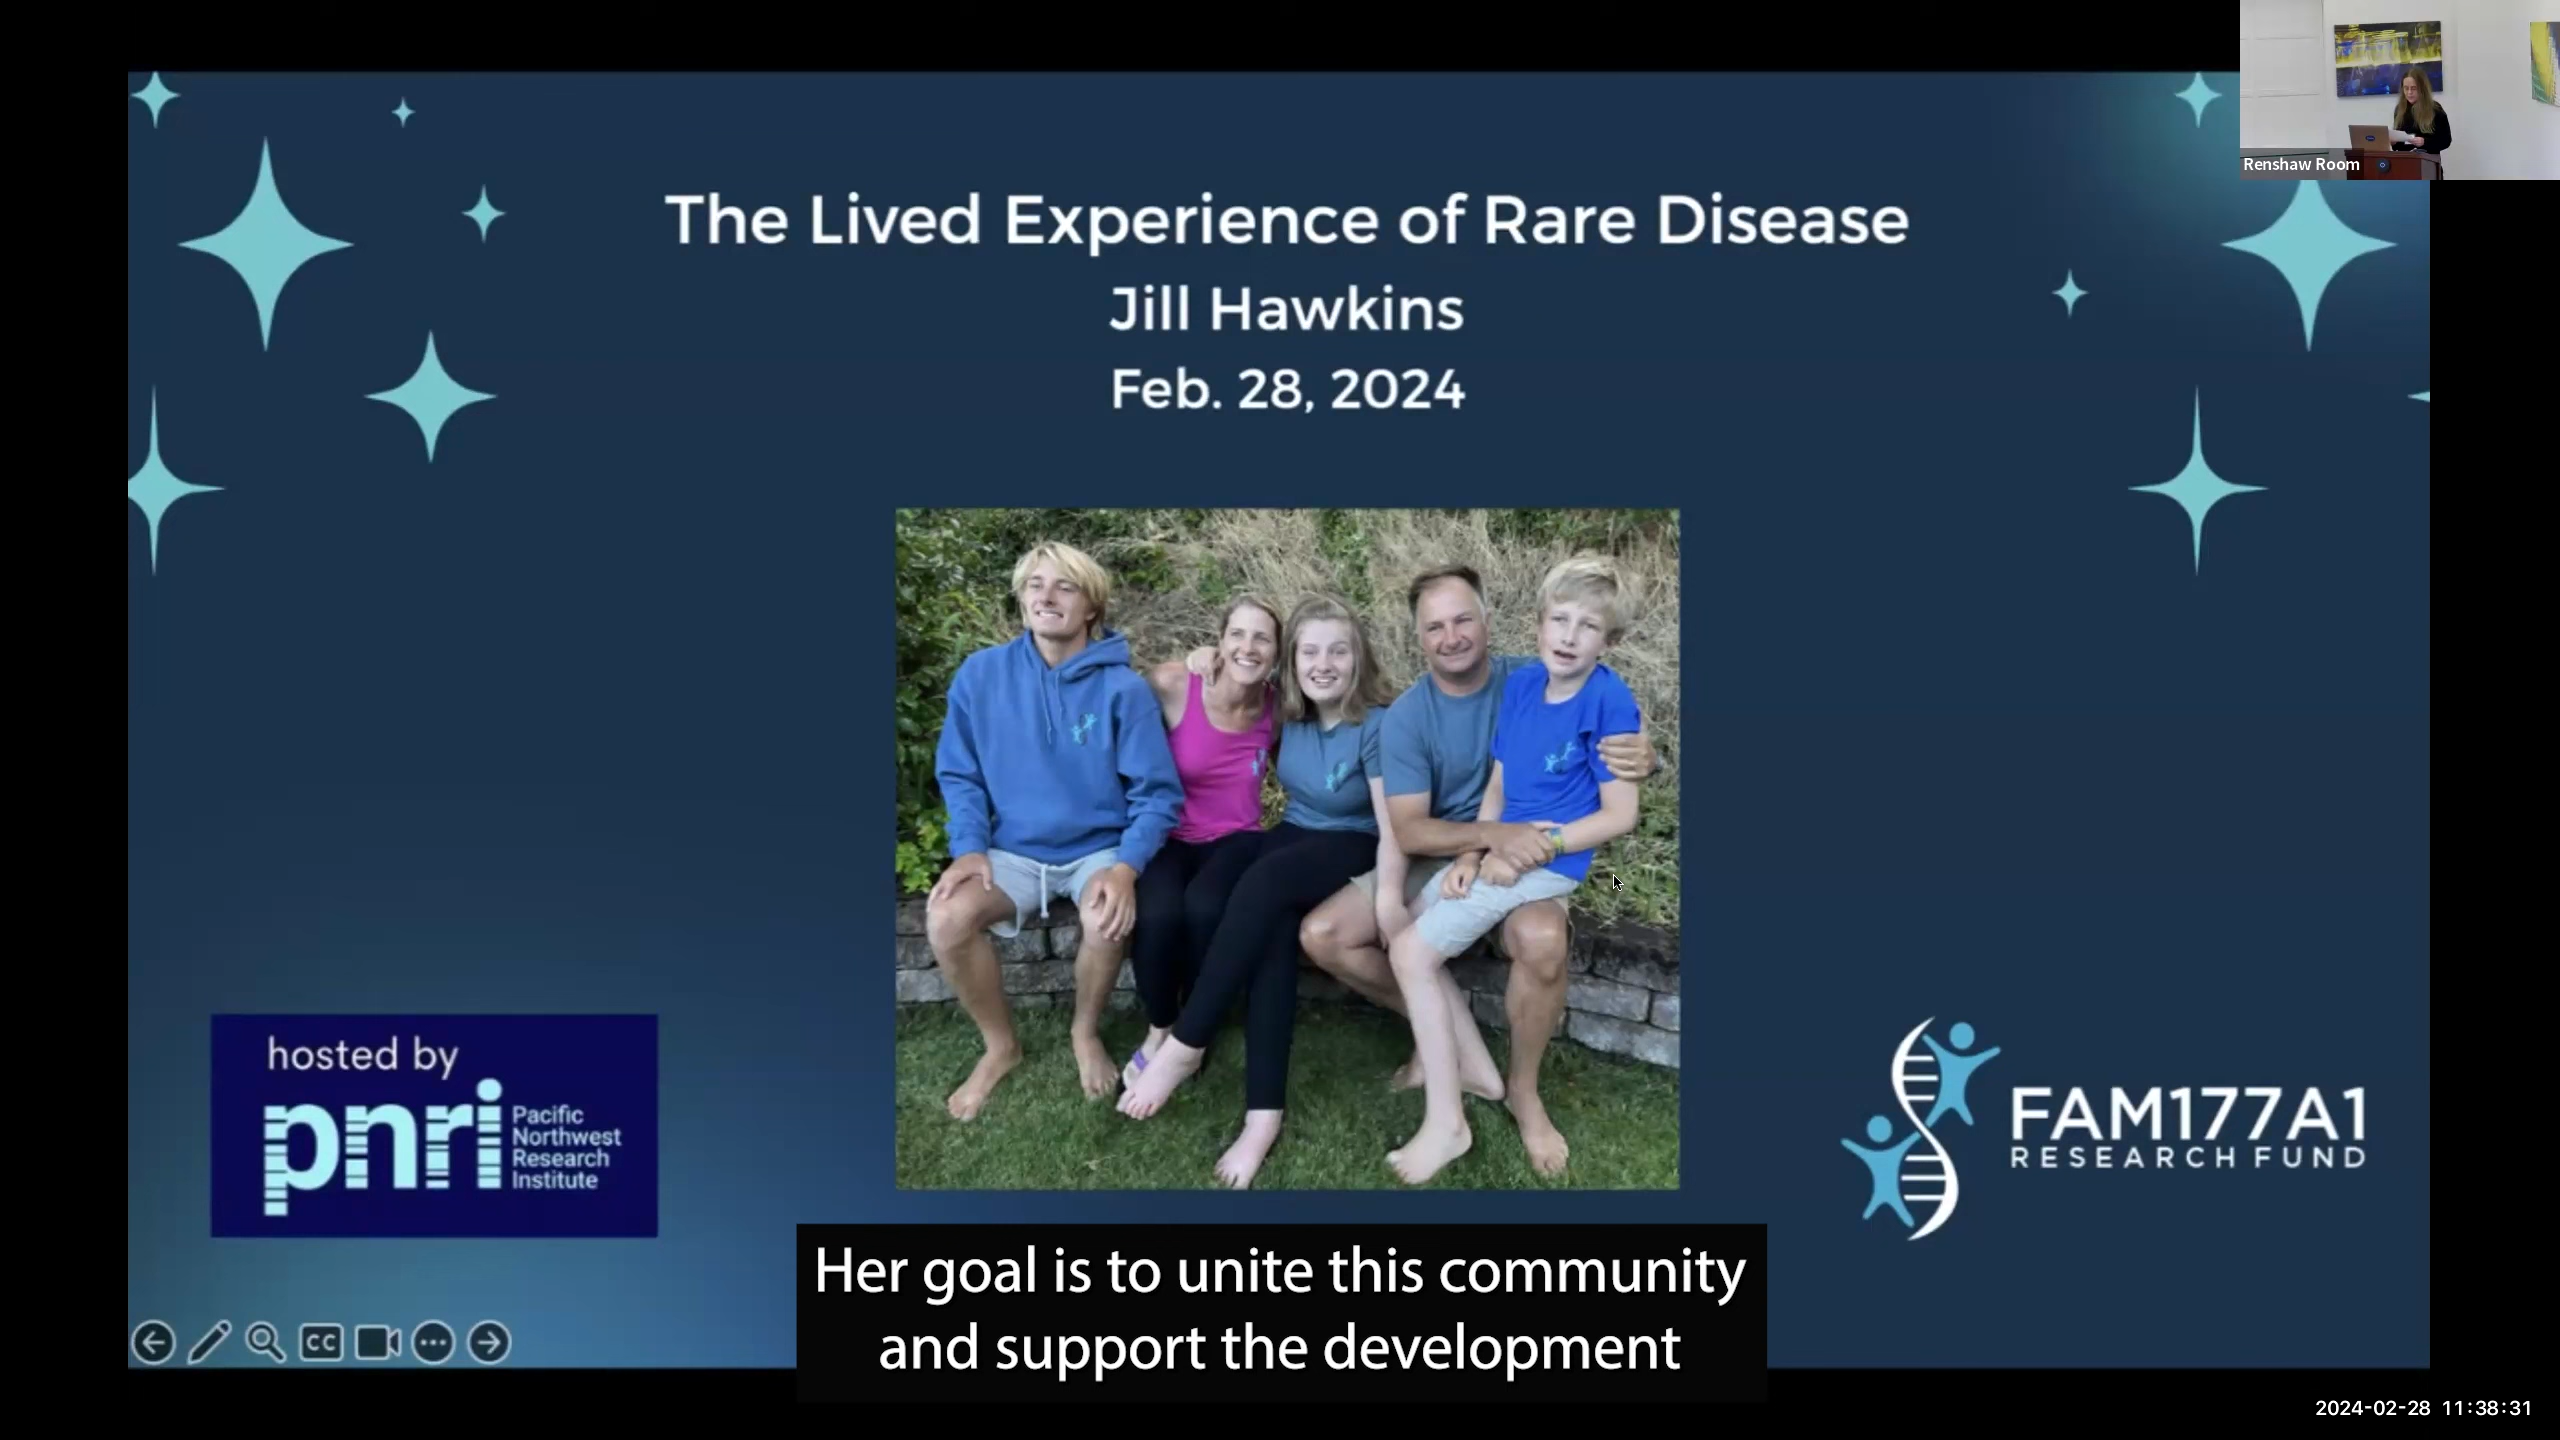 Renshaw Room
The Lived Experience of Rare Disease
Jill Hawkins
Feb. 28, 2024
hosted by
pnri
Pacific
Northwest
Research
Institute
FAM177A1
RESEARCH FUND
Her goal is to unite this community
and support the development
CC
2024-02-28 11:38:31